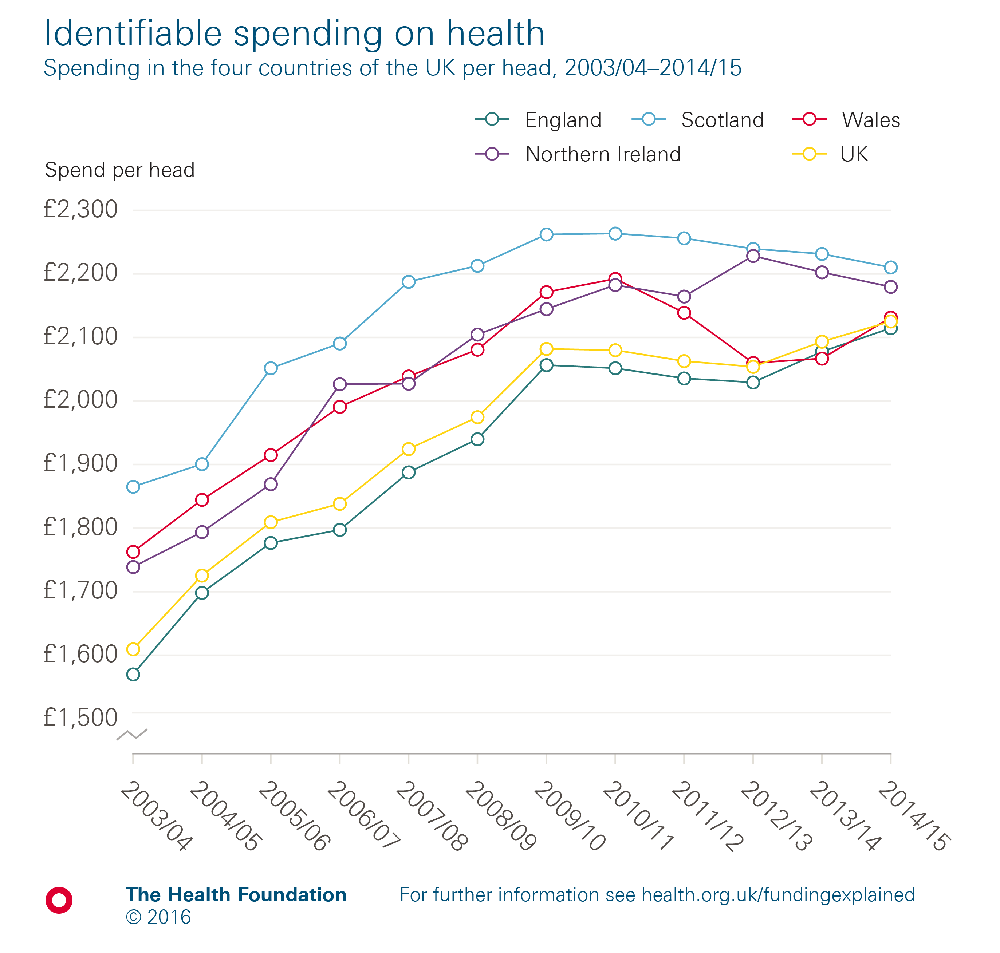 Identifiable spending on health
Spending in the four countries of the UK per head, 2003/04–2014/15
England Scotland Wales
Northern Ireland UK
Spend per head
£2,300
£2,200
£2,100
£2,000
£1,900
£1,800
£1,700
£1,600
£1,500
2003/04 2004/05 2005/06 2006/07 2007/08 2008/09 2009/10 2010/11 2011/12 2012/13 2013/14 2014/15
The Health Foundation For further information see health.org.uk/fundingexplained
© 2016